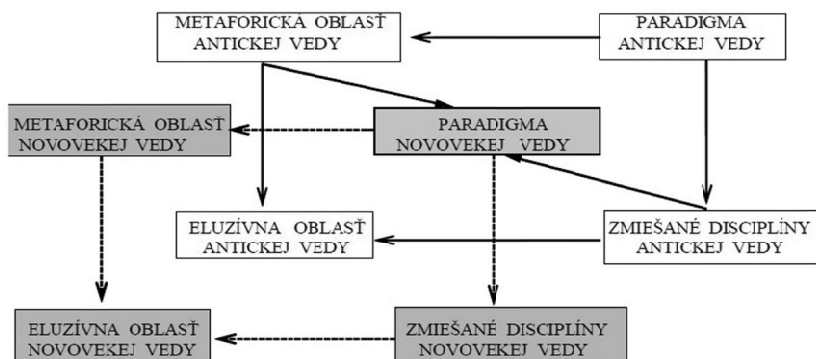 METAFORICKÁ OBLASŤ
ANTICKEJ VEDY
PARADIGMA
ANTICKEJ VEDY
METAFORICKÁ OBLASŤ
NOVOVEKEJ VEDY
PARADIGMA
NOVOVEKEJ VEDY
ELUZÍVNA OBLASŤ
ANTICKEJ VEDY
ZMIEŠANÉ DISCIPLÍNY
ANTICKEJ VEDY
ELUZÍVNA OBLASŤ
NOVOVEKEJ VEDY
ZMIEŠANÉ DISCIPLÍNY
NOVOVEKEJ VEDY